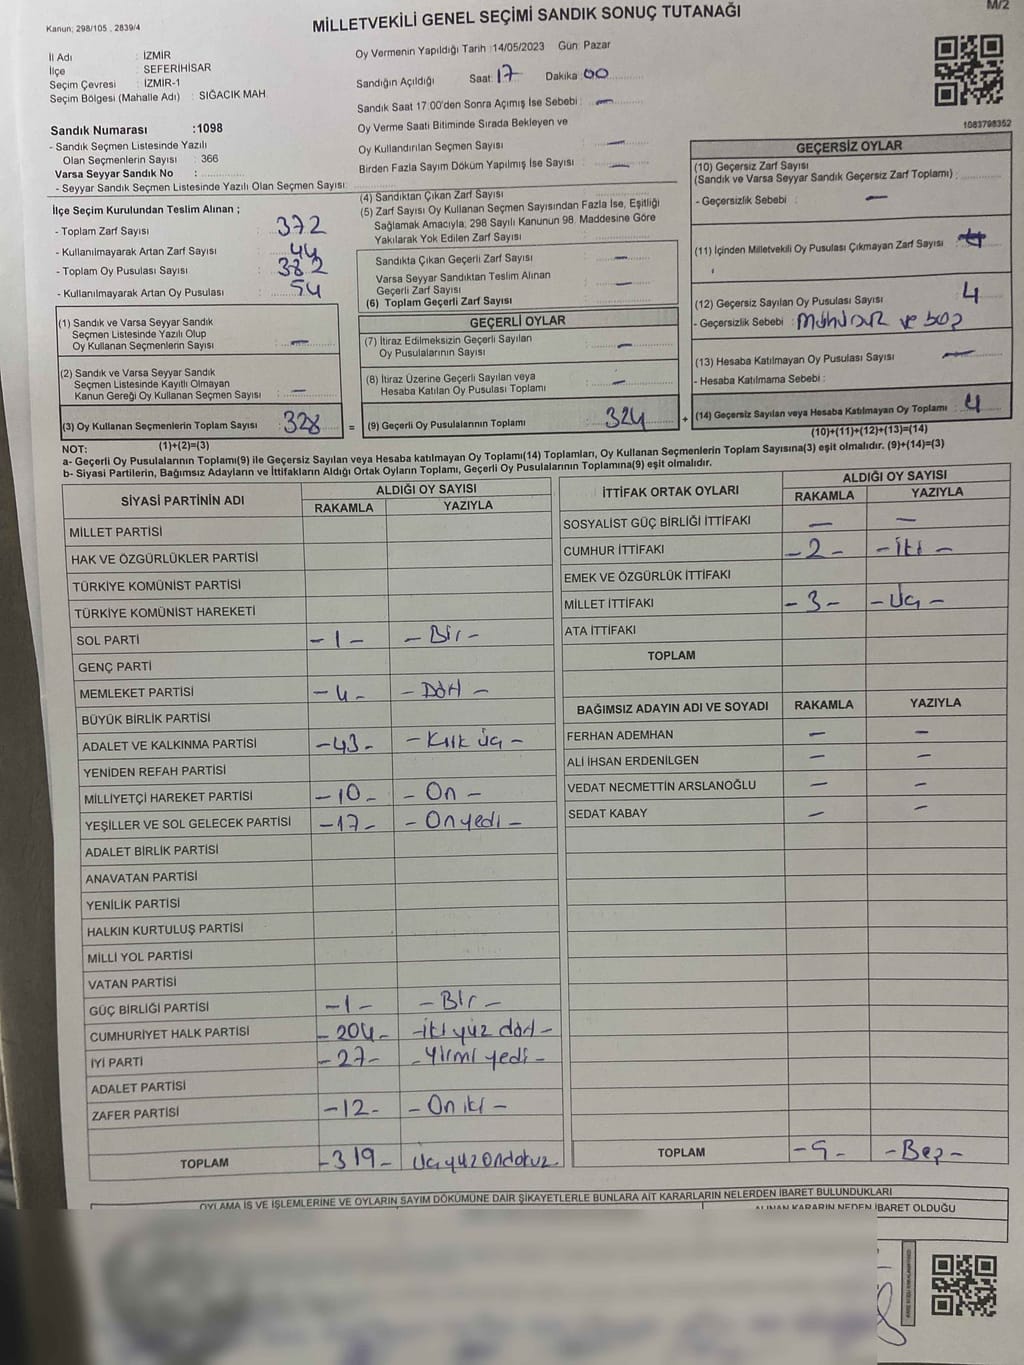 M/2
Kanun; 298/105 , 2839/4
MİLLETVEKİLİ GENEL SEÇİMİ SANDIK SONUÇ TUTANAĞI
İl Adı : İZMİR
İlçe : SEFERİHİSAR
Seçim Çevresi : İZMİR-1
Seçim Bölgesi (Mahalle Adı) : SIĞACIK MAH.
Sandık Numarası :1098
- Sandık Seçmen Listesinde Yazılı
Olan Seçmenlerin Sayısı : 366
Varsa Seyyar Sandık No :
- Seyyar Sandık Seçmen Listesinde Yazılı Olan Seçmen Sayısı:
Oy Vermenin Yapıldığı Tarih :14/05/2023 Gün: Pazar
Sandığın Açıldığı Saat: 17 Dakika 00
Sandık Saat 17:00'den Sonra Açımış İse Sebebi : —
Oy Verme Saati Bitiminde Sırada Bekleyen ve
Oy Kullandırılan Seçmen Sayısı : —
Birden Fazla Sayım Döküm Yapılmış İse Sayısı : —
1083798352
İlçe Seçim Kurulundan Teslim Alınan ;
- Toplam Zarf Sayısı : 372
- Kullanılmayarak Artan Zarf Sayısı : 44
- Toplam Oy Pusulası Sayısı : 382
- Kullanılmayarak Artan Oy Pusulası : 54
(4) Sandıktan Çıkan Zarf Sayısı :
(5) Zarf Sayısı Oy Kullanan Seçmen Sayısından Fazla İse, Eşitliği
Sağlamak Amacıyla; 298 Sayılı Kanunun 98. Maddesine Göre
Yakılarak Yok Edilen Zarf Sayısı :
Sandıkta Çıkan Geçerli Zarf Sayısı : —
Varsa Seyyar Sandıktan Teslim Alınan
Geçerli Zarf Sayısı : —
(6) Toplam Geçerli Zarf Sayısı :
GEÇERSİZ OYLAR
(10) Geçersiz Zarf Sayısı
(Sandık ve Varsa Seyyar Sandık Geçersiz Zarf Toplamı) :
- Geçersizlik Sebebi : —
(11) İçinden Milletvekili Oy Pusulası Çıkmayan Zarf Sayısı :
(12) Geçersiz Sayılan Oy Pusulası Sayısı : 4
- Geçersizlik Sebebi : Mühürsüz ve boş
(13) Hesaba Katılmayan Oy Pusulası Sayısı : —
- Hesaba Katılmama Sebebi :
(1) Sandık ve Varsa Seyyar Sandık
Seçmen Listesinde Yazılı Olup
Oy Kullanan Seçmenlerin Sayısı : —
(2) Sandık ve Varsa Seyyar Sandık
Seçmen Listesinde Kayıtlı Olmayan
Kanun Gereği Oy Kullanan Seçmen Sayısı : —
GEÇERLİ OYLAR
(7) İtiraz Edilmeksizin Geçerli Sayılan
Oy Pusulalarının Sayısı : —
(8) İtiraz Üzerine Geçerli Sayılan veya
Hesaba Katılan Oy Pusulası Toplamı : —
(3) Oy Kullanan Seçmenlerin Toplam Sayısı : 328 = (9) Geçerli Oy Pusulalarının Toplamı : 324 + (14) Geçersiz Sayılan veya Hesaba Katılmayan Oy Toplamı : 4
NOT: (1)+(2)=(3) (10)+(11)+(12)+(13)=(14)
a- Geçerli Oy Pusulalarının Toplamı(9) ile Geçersiz Sayılan veya Hesaba katılmayan Oy Toplamı(14) Toplamları, Oy Kullanan Seçmenlerin Toplam Sayısına(3) eşit olmalıdır. (9)+(14)=(3)
b- Siyasi Partilerin, Bağımsız Adayların ve İttifakların Aldığı Ortak Oyların Toplamı, Geçerli Oy Pusulalarının Toplamına(9) eşit olmalıdır.
SİYASİ PARTİNİN ADI ALDIĞI OY SAYISI
RAKAMLA YAZIYLA
MİLLET PARTİSİ
HAK VE ÖZGÜRLÜKLER PARTİSİ
TÜRKİYE KOMÜNİST PARTİSİ
TÜRKİYE KOMÜNİST HAREKETİ
SOL PARTİ -1- -Bir-
GENÇ PARTİ
MEMLEKET PARTİSİ -4- -Dört-
BÜYÜK BİRLİK PARTİSİ
ADALET VE KALKINMA PARTİSİ -43- -Kırk üç-
YENİDEN REFAH PARTİSİ
MİLLİYETÇİ HAREKET PARTİSİ -10- -On-
YEŞİLLER VE SOL GELECEK PARTİSİ -17- -Onyedi-
ADALET BİRLİK PARTİSİ
ANAVATAN PARTİSİ
YENİLİK PARTİSİ
HALKIN KURTULUŞ PARTİSİ
MİLLİ YOL PARTİSİ
VATAN PARTİSİ
GÜÇ BİRLİĞİ PARTİSİ -1- -Bir-
CUMHURİYET HALK PARTİSİ -204- -İki yüz dört-
İYİ PARTİ -27- -Yirmi yedi-
ADALET PARTİSİ
ZAFER PARTİSİ -12- -On iki-
TOPLAM -319- Üç yüz ondokuz-
İTTİFAK ORTAK OYLARI ALDIĞI OY SAYISI
RAKAMLA YAZIYLA
SOSYALİST GÜÇ BİRLİĞİ İTTİFAKI — —
CUMHUR İTTİFAKI -2- -İki-
EMEK VE ÖZGÜRLÜK İTTİFAKI
MİLLET İTTİFAKI -3- -Üç-
ATA İTTİFAKI
TOPLAM
BAĞIMSIZ ADAYIN ADI VE SOYADI RAKAMLA YAZIYLA
FERHAN ADEMHAN — —
ALİ İHSAN ERDENİLGEN — —
VEDAT NECMETTİN ARSLANOĞLU — —
SEDAT KABAY — —
TOPLAM -5- -Beş-
OYLAMA İŞ VE İŞLEMLERİNE VE OYLARIN SAYIM DÖKÜMÜNE DAİR ŞİKAYETLERLE BUNLARA AİT KARARLARIN NELERDEN İBARET BULUNDUKLARI
ALINAN KARARIN NEDEN İBARET OLDUĞU